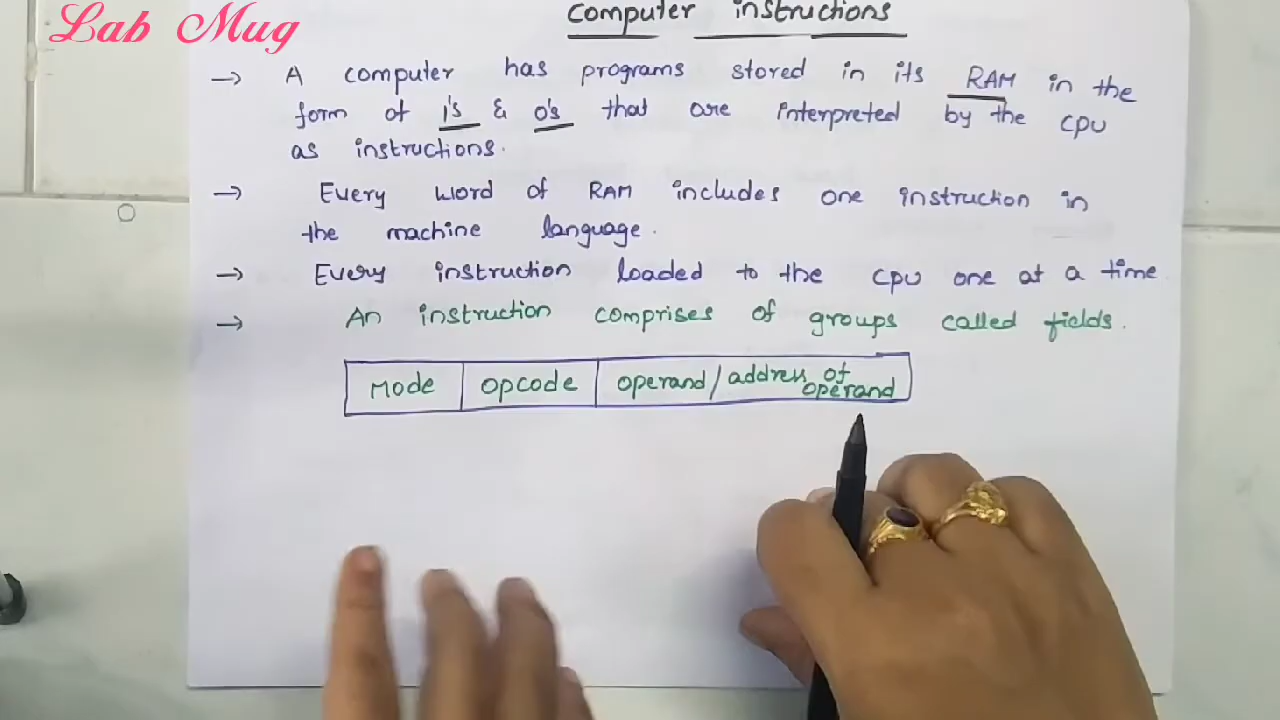 Lab Mug
Computer instructions
→ A computer has programs stored in its RAM in the
form of 1's & 0's that are interpreted by the CPU
as instructions.
→ Every word of RAM includes one instruction in
the machine language.
→ Every instruction loaded to the CPU one at a time
→ An instruction comprises of groups called fields.
Mode opcode operand/address of
operand